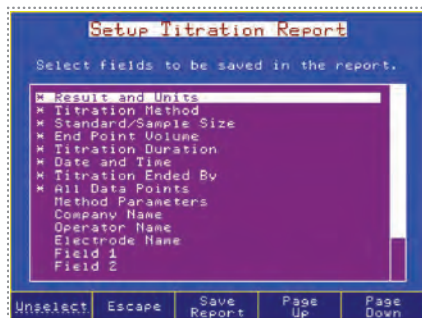 Setup Titration Report
Select fields to be saved in the report.
* Result and Units
* Titration Method
* Standard/Sample Size
* End Point Volume
* Titration Duration
* Date and Time
* Titration Ended By
* All Data Points
Method Parameters
Company Name
Operator Name
Electrode Name
Field 1
Field 2
Unselect Escape Save Report Page Up Page Down